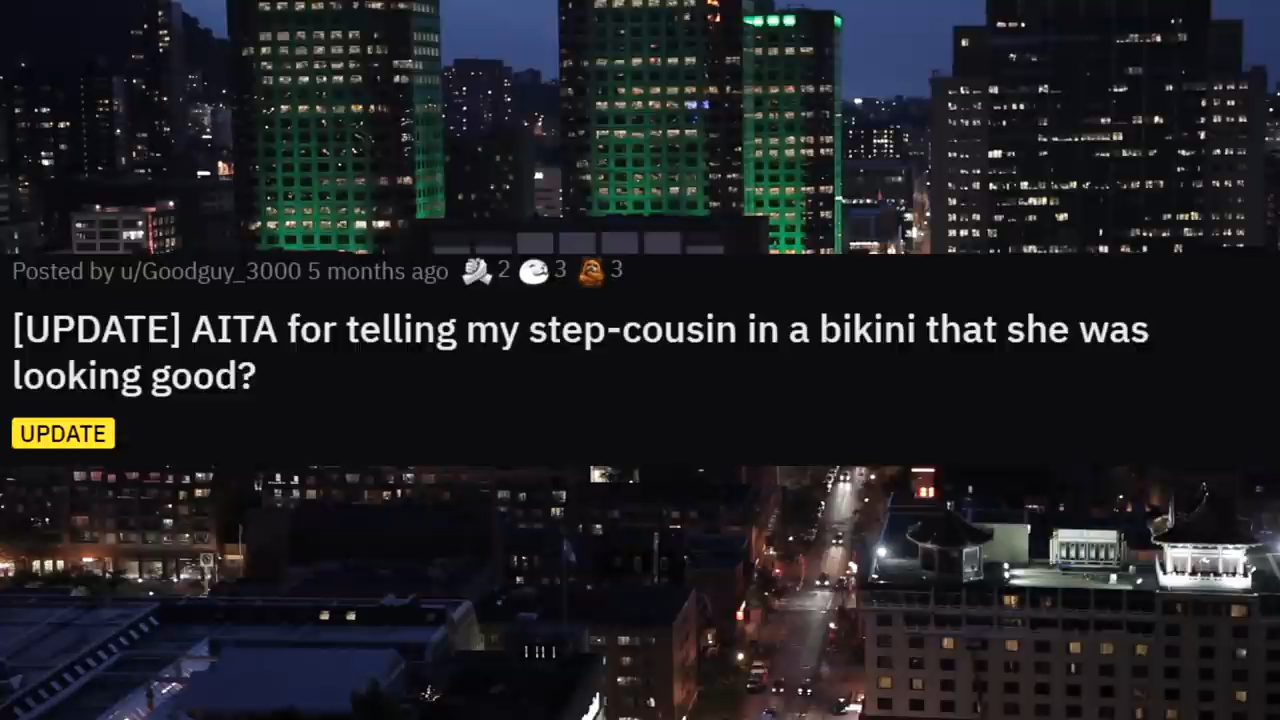 Posted by u/Goodguy_3000 5 months ago 2 3 3
[UPDATE] AITA for telling my step-cousin in a bikini that she was
looking good?
UPDATE